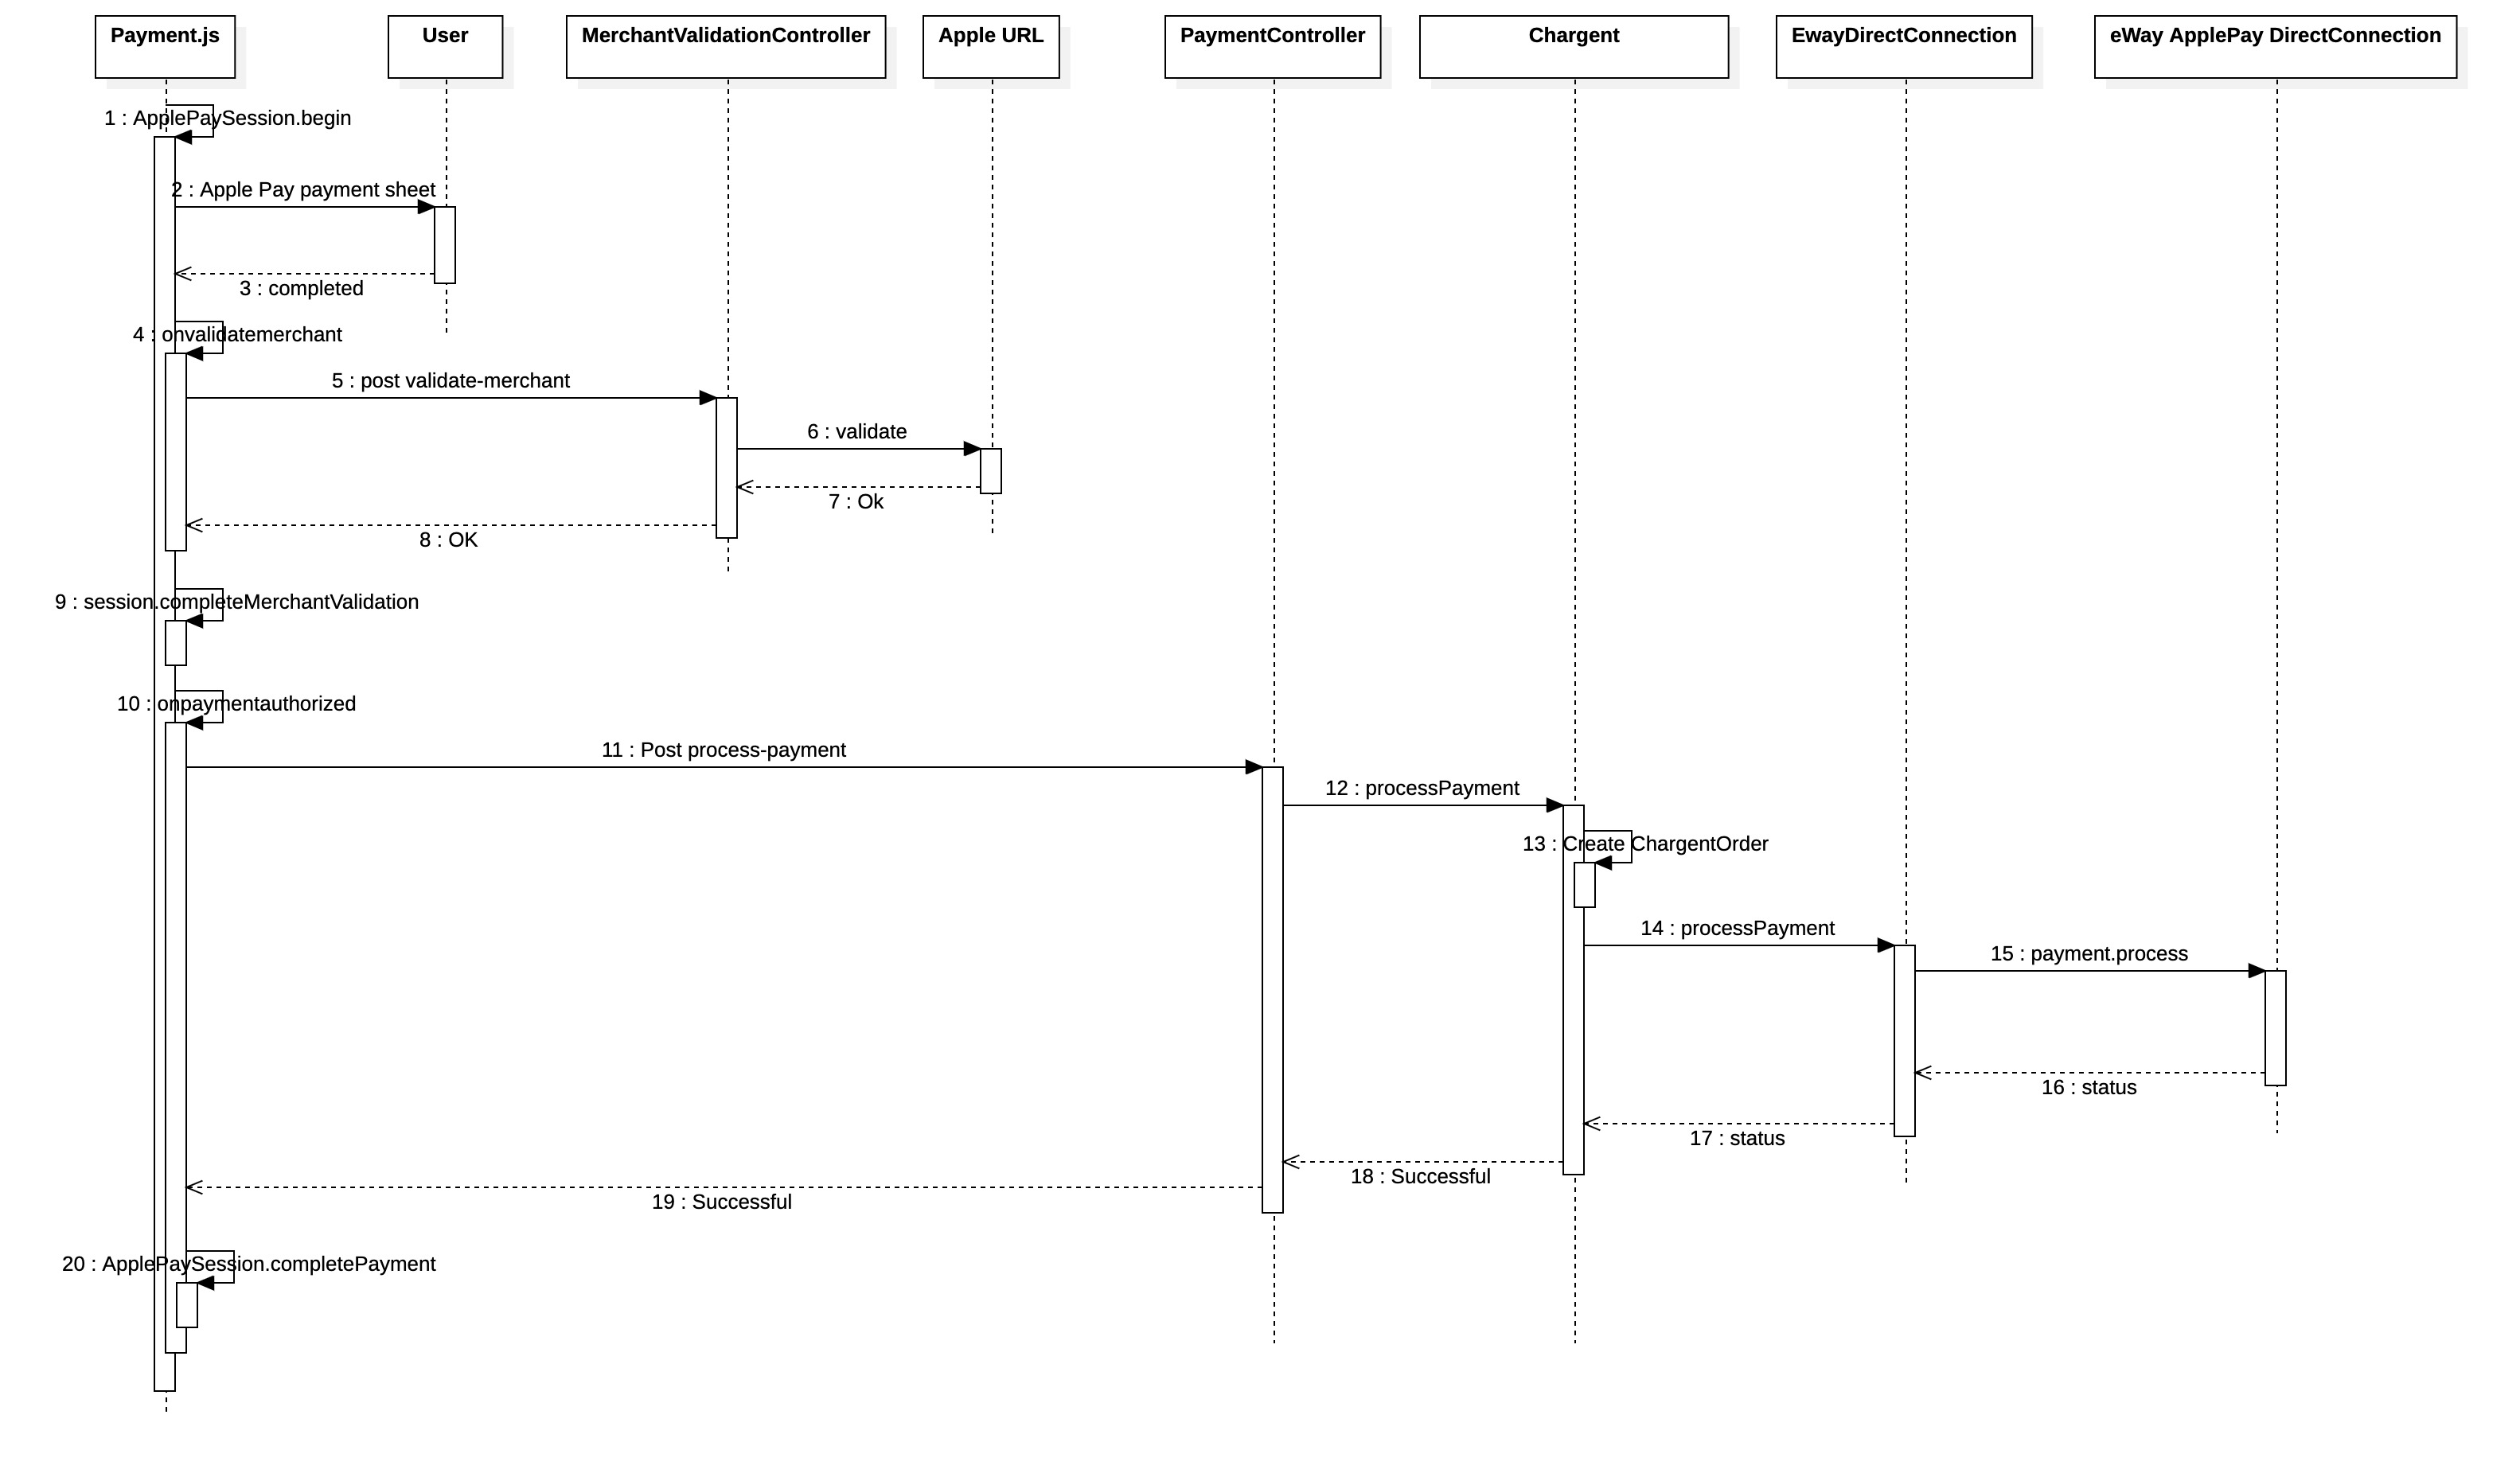 Payment.js
User
MerchantValidationController
Apple URL
PaymentController
Chargent
EwayDirectConnection
eWay ApplePay DirectConnection
1 : ApplePaySession.begin
2 : Apple Pay payment sheet
3 : completed
4 : onvalidatemerchant
5 : post validate-merchant
6 : validate
7 : Ok
8 : OK
9 : session.completeMerchantValidation
10 : onpaymentauthorized
11 : Post process-payment
12 : processPayment
13 : Create ChargentOrder
14 : processPayment
15 : payment.process
16 : status
17 : status
18 : Successful
19 : Successful
20 : ApplePaySession.completePayment